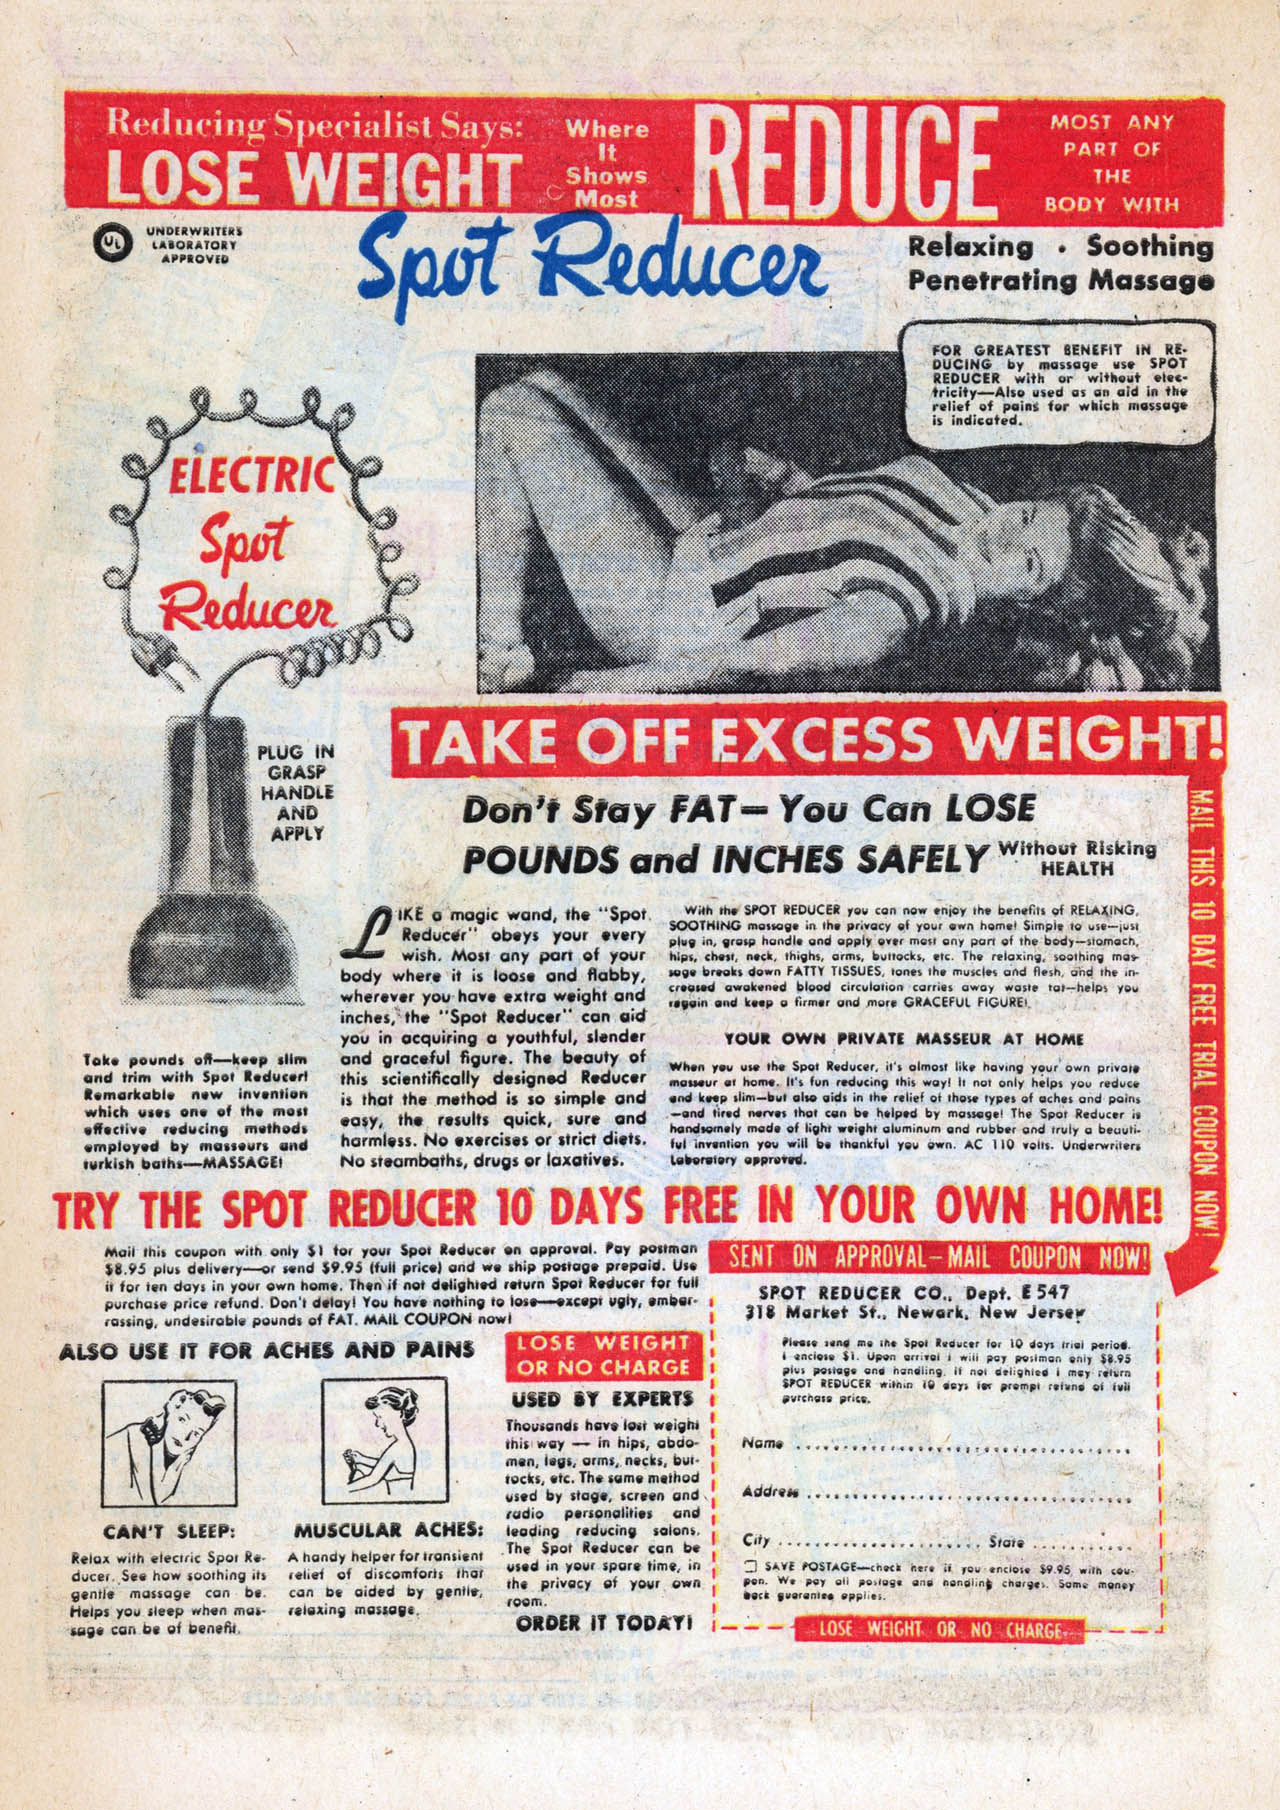 Reducing Specialist Says:
LOSE WEIGHT
Where
It
Shows
Most
REDUCE
MOST ANY
PART OF
THE
BODY WITH
UL
UNDERWRITERS
LABORATORY
APPROVED
Spot Reducer
Relaxing • Soothing
Penetrating Massage
FOR GREATEST BENEFIT IN RE-
DUCING by massage use SPOT
REDUCER with or without elec-
tricity—Also used as an aid in the
relief of pains for which massage
is indicated.
ELECTRIC
Spot
Reducer
PLUG IN
GRASP
HANDLE
AND
APPLY
TAKE OFF EXCESS WEIGHT!
Don't Stay FAT—You Can LOSE
POUNDS and INCHES SAFELY Without Risking
HEALTH
MAIL THIS 10 DAY FREE TRIAL COUPON NOW!
Take pounds off—keep slim
and trim with Spot Reducer!
Remarkable new invention
which uses one of the most
effective reducing methods
employed by masseurs and
turkish baths—MASSAGE!
LIKE a magic wand, the "Spot
Reducer" obeys your every
wish. Most any part of your
body where it is loose and flabby,
wherever you have extra weight and
inches, the "Spot Reducer" can aid
you in acquiring a youthful, slender
and graceful figure. The beauty of
this scientifically designed Reducer
is that the method is so simple and
easy, the results quick, sure and
harmless. No exercises or strict diets.
No steambaths, drugs or laxatives.
With the SPOT REDUCER you can now enjoy the benefits of RELAXING,
SOOTHING massage in the privacy of your own home! Simple to use—just
plug in, grasp handle and apply over most any part of the body—stomach,
hips, chest, neck, thighs, arms, buttocks, etc. The relaxing, soothing mas-
sage breaks down FATTY TISSUES, tones the muscles and flesh, and the in-
creased awakened blood circulation carries away waste fat—helps you
regain and keep a firmer and more GRACEFUL FIGURE!
YOUR OWN PRIVATE MASSEUR AT HOME
When you use the Spot Reducer, it's almost like having your own private
masseur at home. It's fun reducing this way! It not only helps you reduce
and keep slim—but also aids in the relief of those types of aches and pains
—and tired nerves that can be helped by massage! The Spot Reducer is
handsomely made of light weight aluminum and rubber and truly a beauti-
ful invention you will be thankful you own. AC 110 volts. Underwriters
Laboratory approved.
TRY THE SPOT REDUCER 10 DAYS FREE IN YOUR OWN HOME!
Mail this coupon with only $1 for your Spot Reducer on approval. Pay postman
$8.95 plus delivery—or send $9.95 (full price) and we ship postage prepaid. Use
it for ten days in your own home. Then if not delighted return Spot Reducer for full
purchase price refund. Don't delay! You have nothing to lose—except ugly, embar-
rassing, undesirable pounds of FAT. MAIL COUPON now!
ALSO USE IT FOR ACHES AND PAINS
CAN'T SLEEP:
Relax with electric Spot Re-
ducer. See how soothing its
gentle massage can be.
Helps you sleep when mas-
sage can be of benefit.
MUSCULAR ACHES:
A handy helper for transient
relief of discomforts that
can be aided by gentle,
relaxing massage.
LOSE WEIGHT
OR NO CHARGE
USED BY EXPERTS
Thousands have lost weight
this way — in hips, abdo-
men, legs, arms, necks, but-
tocks, etc. The same method
used by stage, screen and
radio personalities and
leading reducing salons.
The Spot Reducer can be
used in your spare time, in
the privacy of your own
room.
ORDER IT TODAY!
SENT ON APPROVAL—MAIL COUPON NOW!
SPOT REDUCER CO., Dept. E547
318 Market St., Newark, New Jersey
Please send me the Spot Reducer for 10 days trial period.
I enclose $1. Upon arrival I will pay postman only $8.95
plus postage and handling. If not delighted I may return
SPOT REDUCER within 10 days for prompt refund of full
purchase price.
Name
Address
City State
SAVE POSTAGE—check here if you enclose $9.95 with cou-
pon. We pay all postage and handling charges. Same money
back guarantee applies.
LOSE WEIGHT OR NO CHARGE